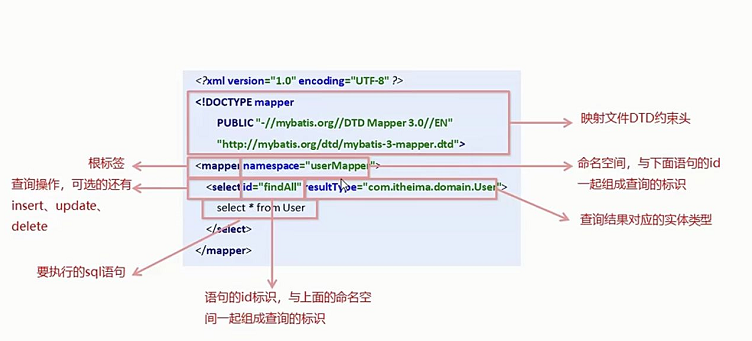 <?xml version="1.0" encoding="UTF-8" ?>
<!DOCTYPE mapper
PUBLIC "-//mybatis.org//DTD Mapper 3.0//EN"
"http://mybatis.org/dtd/mybatis-3-mapper.dtd">
<mapper namespace="userMapper">
<select id="findAll" resultType="com.itheima.domain.User">
select * from User
</select>
</mapper>
映射文件DTD约束头
根标签
命名空间，与下面语句的id
一起组成查询的标识
查询操作，可选的还有
insert、update、
delete
查询结果对应的实体类型
要执行的sql语句
语句的id标识，与上面的命名空
间一起组成查询的标识